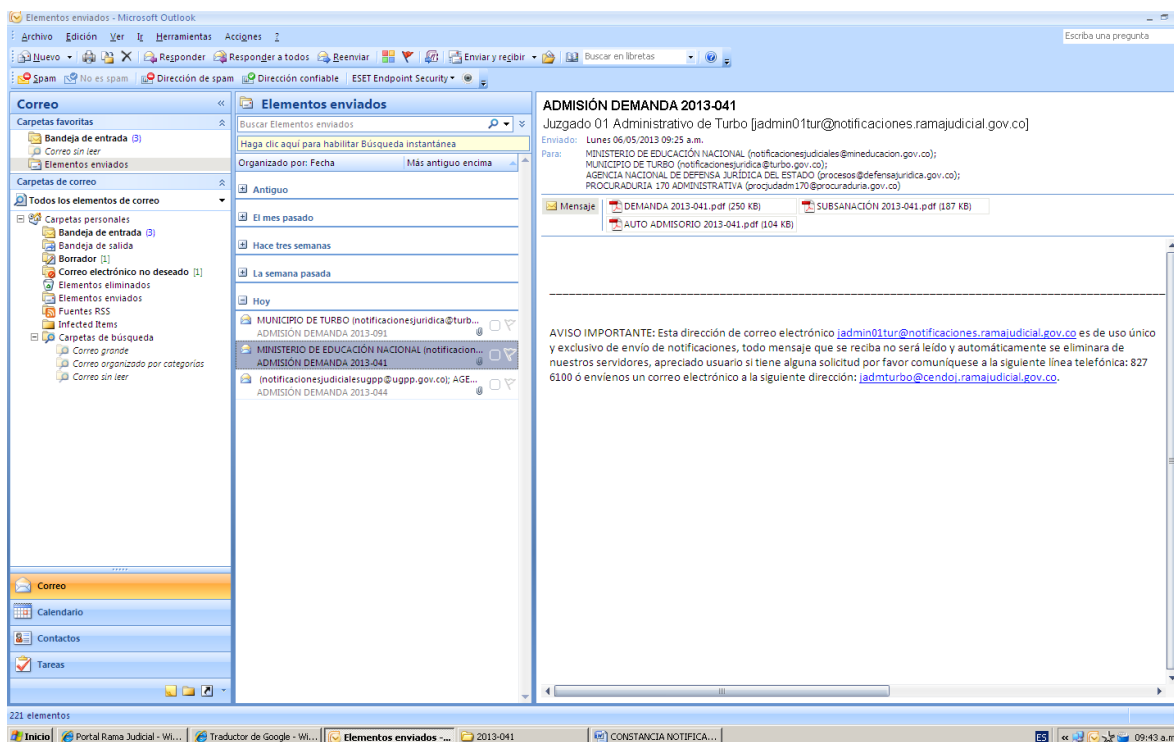 Elementos enviados - Microsoft Outlook
Archivo Edición Ver Ir Herramientas Acciones ?
Escriba una pregunta
Nuevo Responder Responder a todos Reenviar Enviar y recibir Buscar en libretas
Spam No es spam Dirección de spam Dirección confiable ESET Endpoint Security
Correo
Carpetas favoritas
Bandeja de entrada (3)
Correo sin leer
Elementos enviados
Carpetas de correo
Todos los elementos de correo
Carpetas personales
Bandeja de entrada (3)
Bandeja de salida
Borrador [1]
Correo electrónico no deseado [1]
Elementos eliminados
Elementos enviados
Fuentes RSS
Infected Items
Carpetas de búsqueda
Correo grande
Correo organizado por categorías
Correo sin leer
Correo
Calendario
Contactos
Tareas
Elementos enviados
Buscar Elementos enviados
Haga clic aquí para habilitar Búsqueda instantánea
Organizado por: Fecha Más antiguo encima
Antiguo
El mes pasado
Hace tres semanas
La semana pasada
Hoy
MUNICIPIO DE TURBO (notificacionesjuridica@turb...
ADMISIÓN DEMANDA 2013-091
MINISTERIO DE EDUCACIÓN NACIONAL (notificacion...
ADMISIÓN DEMANDA 2013-041
(notificacionesjudicialesugpp@ugpp.gov.co); AGE...
ADMISIÓN DEMANDA 2013-044
ADMISIÓN DEMANDA 2013-041
Juzgado 01 Administrativo de Turbo [jadmin01tur@notificaciones.ramajudicial.gov.co]
Enviado: Lunes 06/05/2013 09:25 a.m.
Para: MINISTERIO DE EDUCACIÓN NACIONAL (notificacionesjudiciales@mineducacion.gov.co);
MUNICIPIO DE TURBO (notificacionesjuridica@turbo.gov.co);
AGENCIA NACIONAL DE DEFENSA JURÍDICA DEL ESTADO (procesos@defensajuridica.gov.co);
PROCURADURIA 170 ADMINISTRATIVA (procjudadm170@procuraduria.gov.co)
Mensaje DEMANDA 2013-041.pdf (250 KB) SUBSANACIÓN 2013-041.pdf (187 KB)
AUTO ADMISORIO 2013-041.pdf (104 KB)
AVISO IMPORTANTE: Esta dirección de correo electrónico jadmin01tur@notificaciones.ramajudicial.gov.co es de uso único
y exclusivo de envío de notificaciones, todo mensaje que se reciba no será leído y automáticamente se eliminara de
nuestros servidores, apreciado usuario si tiene alguna solicitud por favor comuníquese a la siguiente línea telefónica: 827
6100 ó envíenos un correo electrónico a la siguiente dirección: jadmturbo@cendoj.ramajudicial.gov.co.
221 elementos
Inicio Portal Rama Judicial - Wi... Traductor de Google - Wi... Elementos enviados -... 2013-041 CONSTANCIA NOTIFICA... ES 09:43 a.m